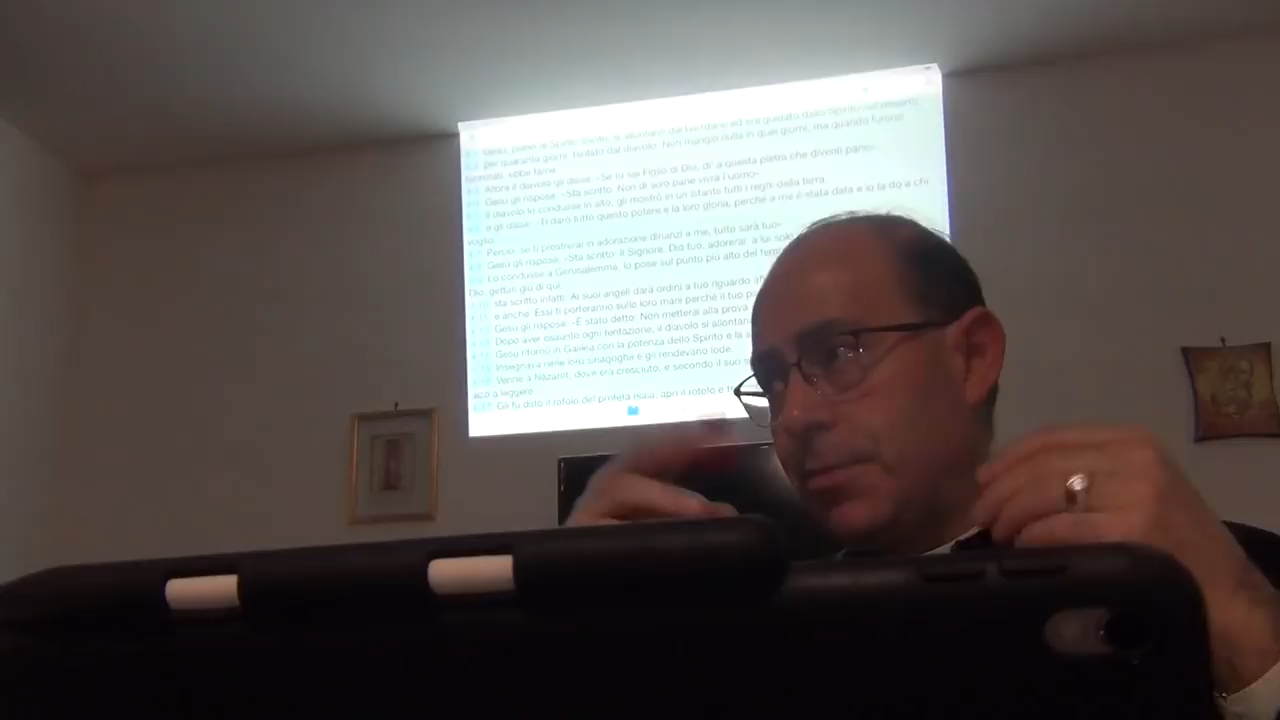 Gesù, pieno di Spirito Santo, si allontanò dal Giordano ed era guidato dallo Spirito nel deserto,
per quaranta giorni, tentato dal diavolo. Non mangiò nulla in quei giorni, ma quando furono
terminati, ebbe fame.
Allora il diavolo gli disse: «Se tu sei Figlio di Dio, di' a questa pietra che diventi pane».
Gesù gli rispose: «Sta scritto: Non di solo pane vivrà l'uomo».
Il diavolo lo condusse in alto, gli mostrò in un istante tutti i regni della terra
e gli disse: «Ti darò tutto questo potere e la loro gloria, perché a me è stata data e io la do a chi
voglio.
Perciò, se ti prostrerai in adorazione dinanzi a me, tutto sarà tuo».
Gesù gli rispose: «Sta scritto: Il Signore, Dio tuo, adorerai: a lui solo
Lo condusse a Gerusalemme, lo pose sul punto più alto del
Dio, gettati giù di qui;
sta scritto infatti: Ai suoi angeli darà ordini a tuo riguardo
e anche: Essi ti porteranno sulle loro mani perché il tuo
Gesù gli rispose: «È stato detto: Non metterai alla prova
Dopo aver esaurito ogni tentazione, il diavolo si allontanò
Gesù ritornò in Galilea con la potenza dello Spirito e la
Insegnava nelle loro sinagoghe e gli rendevano lode.
Venne a Nàzaret, dove era cresciuto, e secondo il suo
alzò a leggere.
Gli fu dato il rotolo del profeta Isaia; aprì il rotolo e